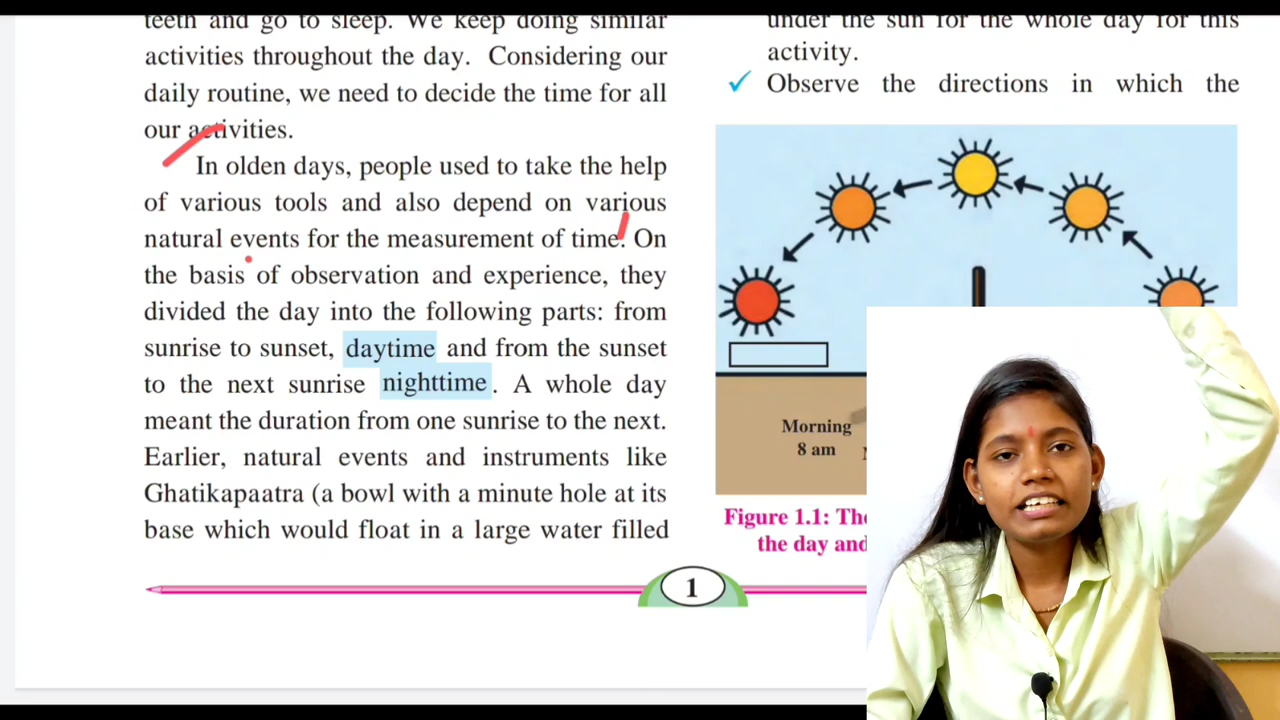 teeth and go to sleep. We keep doing similar
activities throughout the day. Considering our
daily routine, we need to decide the time for all
our activities.
In olden days, people used to take the help
of various tools and also depend on various
natural events for the measurement of time. On
the basis of observation and experience, they
divided the day into the following parts: from
sunrise to sunset, daytime and from the sunset
to the next sunrise nighttime. A whole day
meant the duration from one sunrise to the next.
Earlier, natural events and instruments like
Ghatikapaatra (a bowl with a minute hole at its
base which would float in a large water filled
under the sun for the whole day for this
activity.
✓ Observe the directions in which the
Morning
8 am
Figure 1.1: The
the day and
1